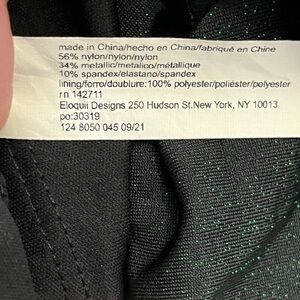 made in China/hecho en China/fabriqué en Chine
56% nylon/nylon/nylon
34% metallic/metalico/métallique
10% spandex/elastano/spandex
lining/forro/doublure:100% polyester/poliéster/polyester
rn 142711
Eloquii Designs 250 Hudson St.New York, NY 10013
po:30319
124 8050 045 09/21